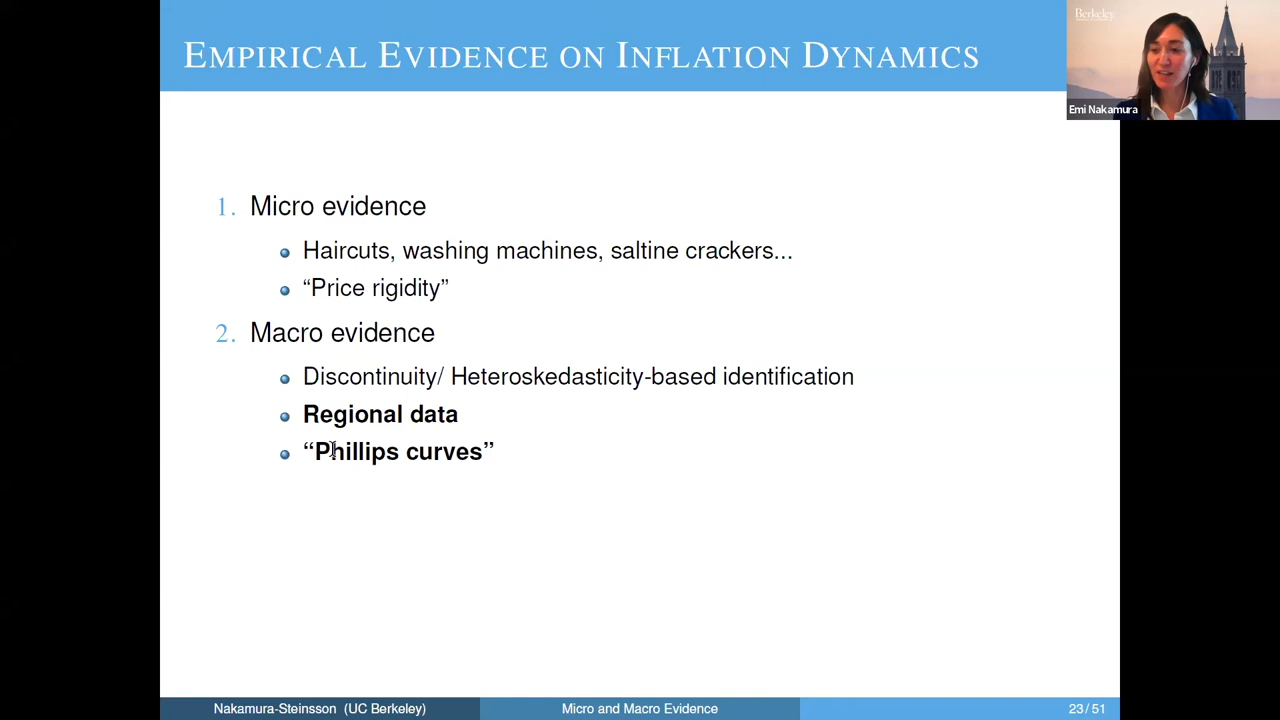 EMPIRICAL EVIDENCE ON INFLATION DYNAMICS
Berkeley
Emi Nakamura
1. Micro evidence
Haircuts, washing machines, saltine crackers...
“Price rigidity”
2. Macro evidence
Discontinuity/ Heteroskedasticity-based identification
Regional data
“Phillips curves”
Nakamura-Steinsson (UC Berkeley)
Micro and Macro Evidence
23 / 51